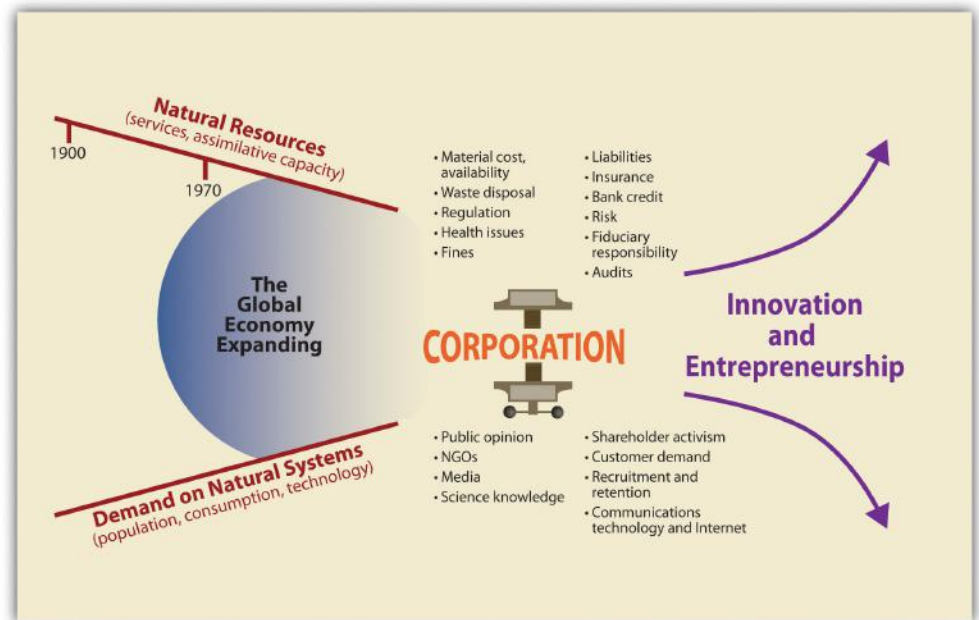 Natural Resources
(services, assimilative capacity)
1900
1970
The
Global
Economy
Expanding
Demand on Natural Systems
(population, consumption, technology)
• Material cost,
availability
• Waste disposal
• Regulation
• Health issues
• Fines
• Liabilities
• Insurance
• Bank credit
• Risk
• Fiduciary
responsibility
• Audits
CORPORATION
• Public opinion
• NGOs
• Media
• Science knowledge
• Shareholder activism
• Customer demand
• Recruitment and
retention
• Communications
technology and Internet
Innovation
and
Entrepreneurship